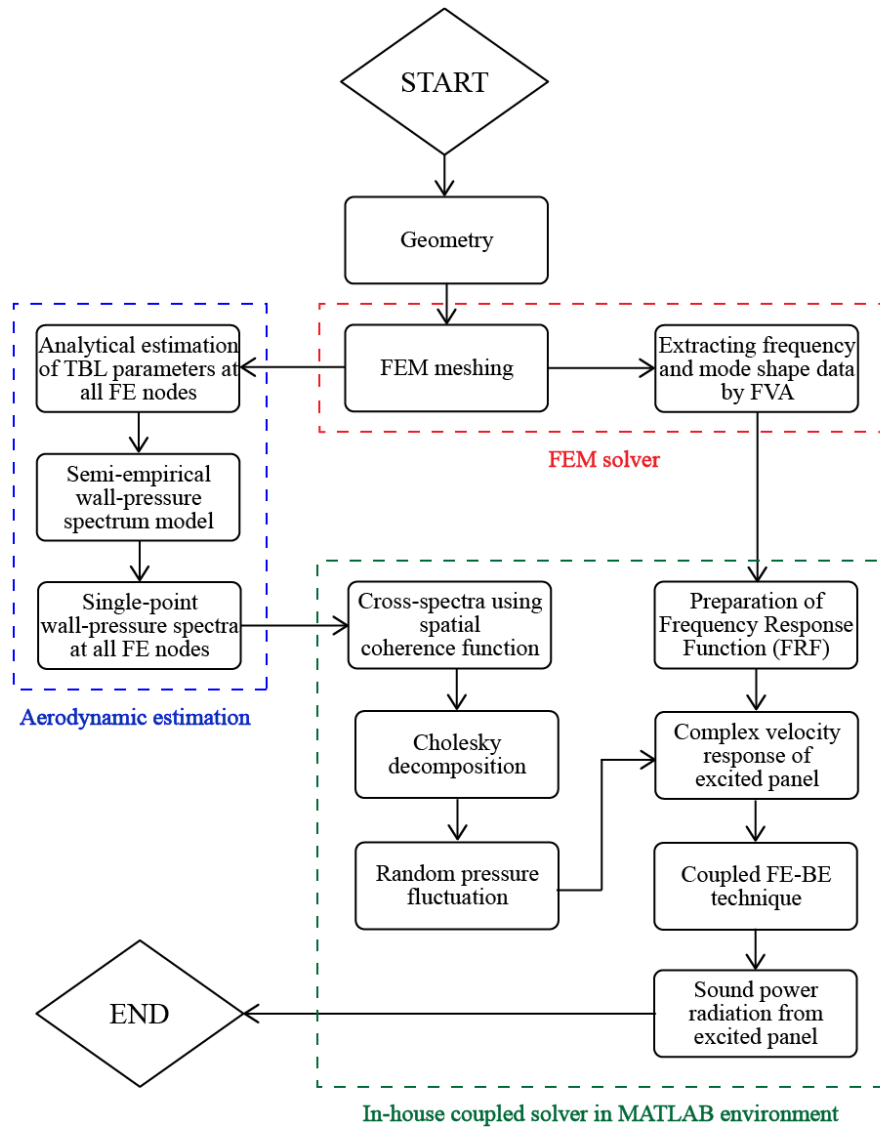 START
Geometry
Analytical estimation
of TBL parameters at
all FE nodes
FEM meshing
Extracting frequency
and mode shape data
by FVA
FEM solver
Semi-empirical
wall-pressure
spectrum model
Single-point
wall-pressure spectra
at all FE nodes
Aerodynamic estimation
Cross-spectra using
spatial
coherence function
Preparation of
Frequency Response
Function (FRF)
Cholesky
decomposition
Complex velocity
response of
excited panel
Random pressure
fluctuation
Coupled FE-BE
technique
Sound power
radiation from
excited panel
END
In-house coupled solver in MATLAB environment